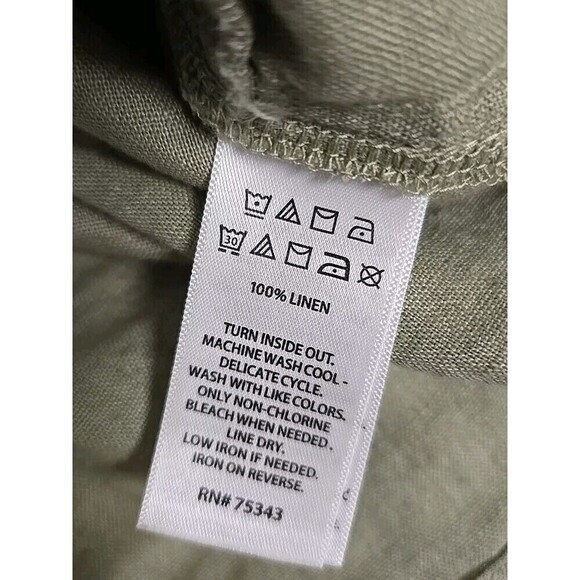 30
100% LINEN
TURN INSIDE OUT.
MACHINE WASH COOL -
DELICATE CYCLE.
WASH WITH LIKE COLORS.
ONLY NON-CHLORINE
BLEACH WHEN NEEDED.
LINE DRY.
LOW IRON IF NEEDED.
IRON ON REVERSE.
RN# 75343